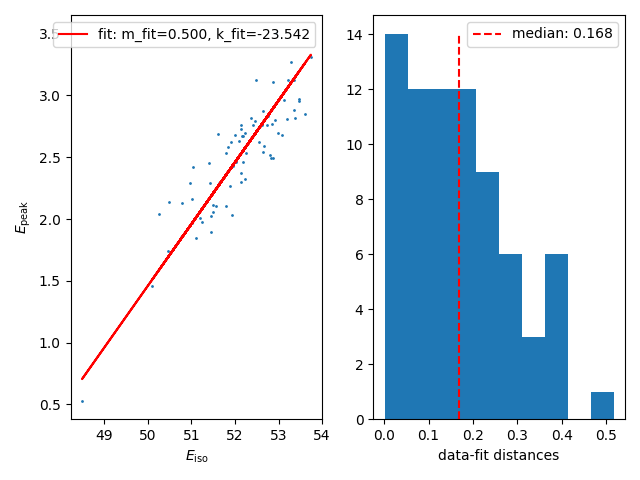 fit: m_fit=0.500, k_fit=-23.542
3.5
3.0
2.5
2.0
1.5
1.0
0.5
E_peak
49 50 51 52 53 54
E_iso
median: 0.168
14
12
10
8
6
4
2
0
0.0 0.1 0.2 0.3 0.4 0.5
data-fit distances